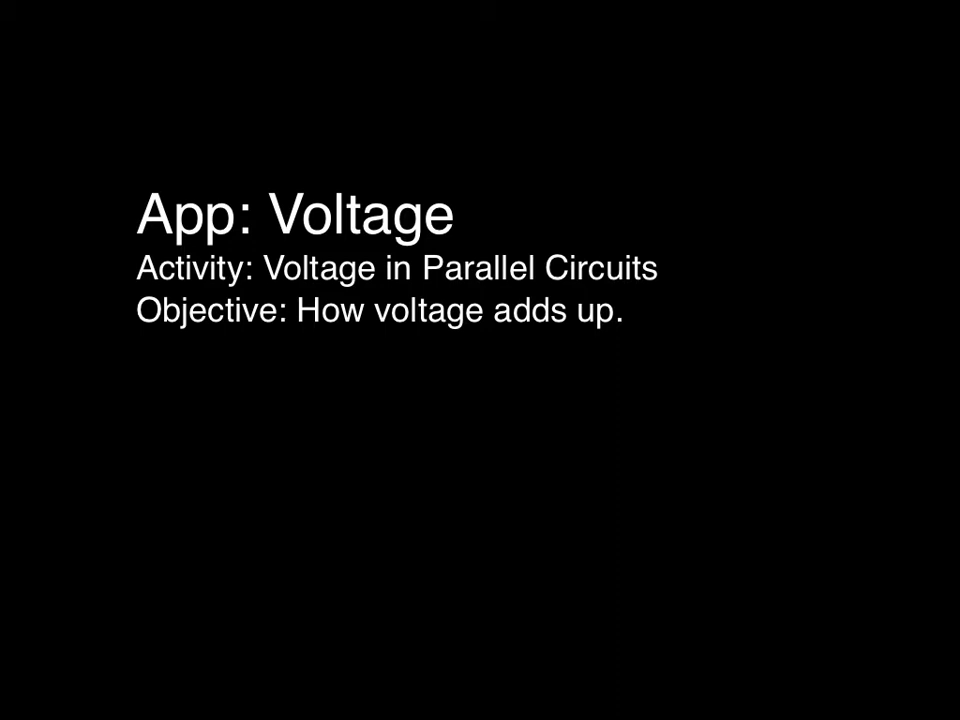 App: Voltage
Activity: Voltage in Parallel Circuits
Objective: How voltage adds up.